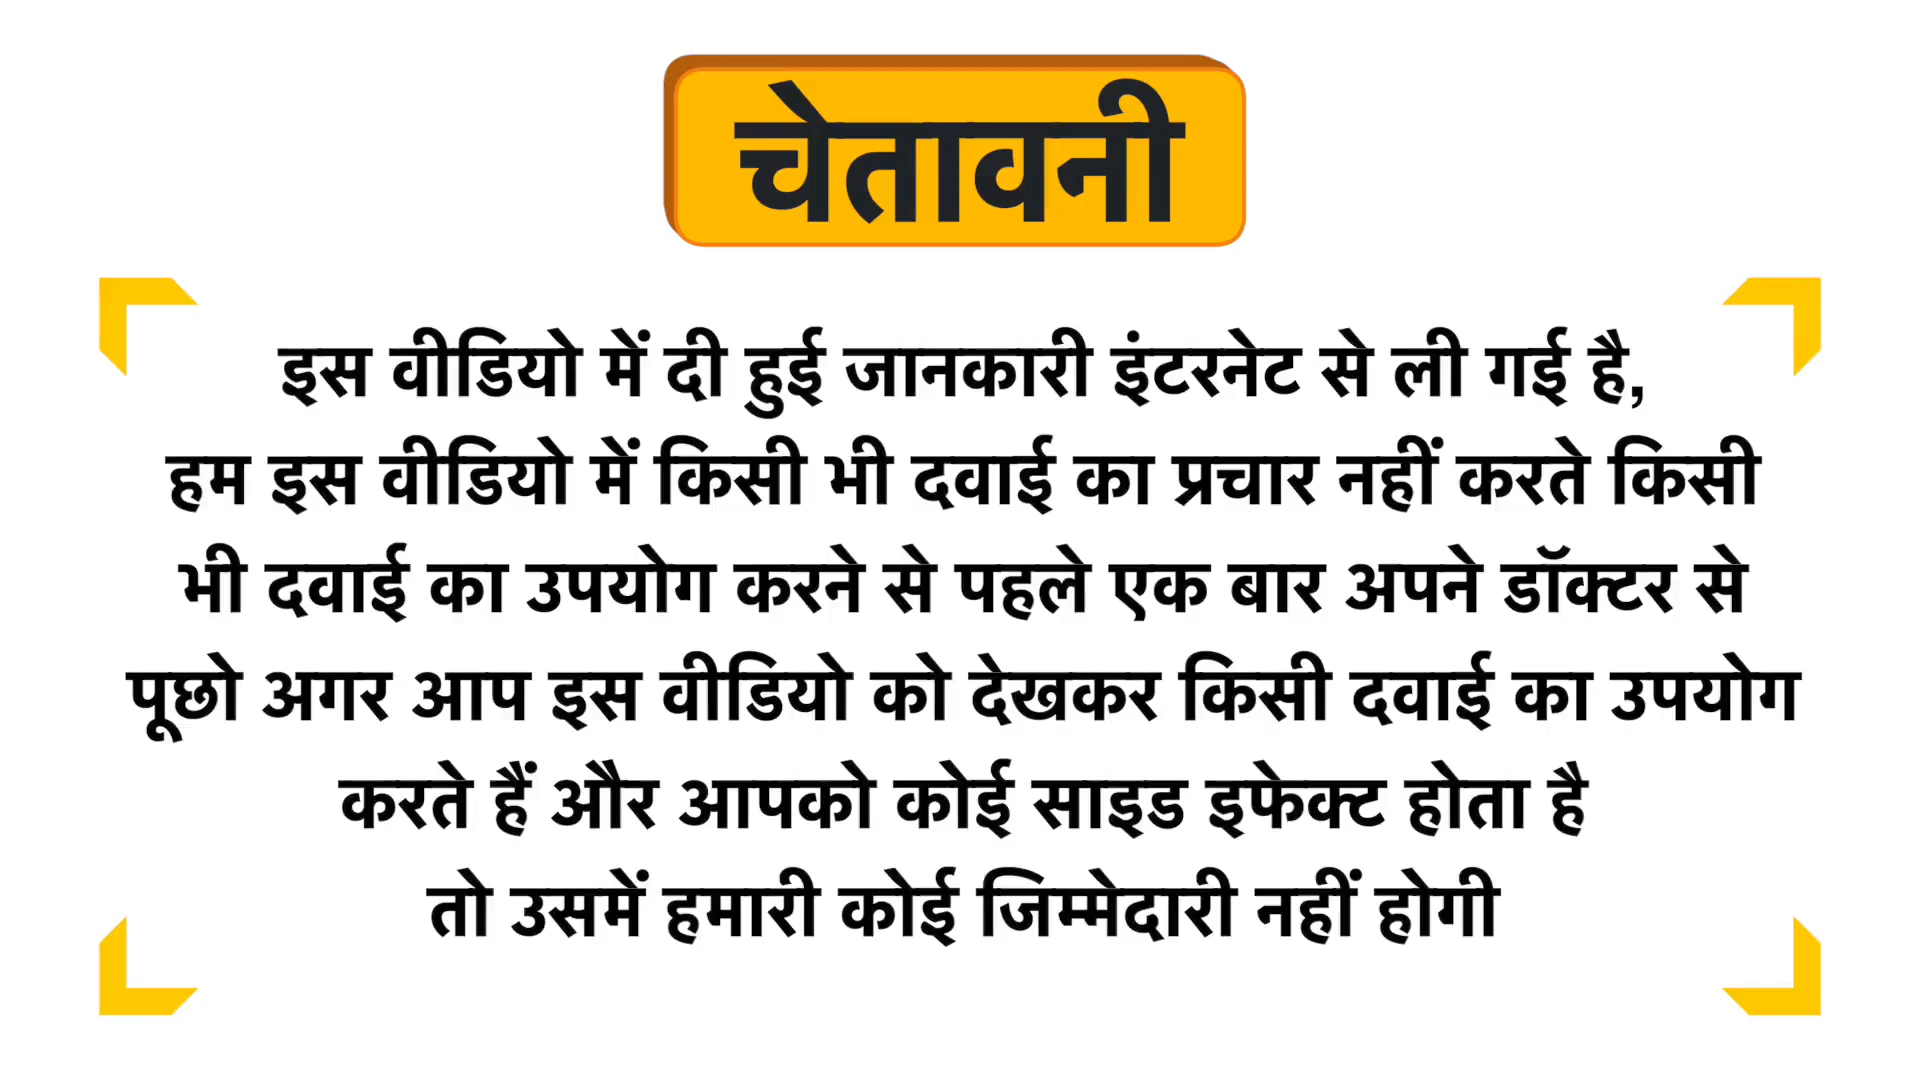 चेतावनी
इस वीडियो में दी हुई जानकारी इंटरनेट से ली गई है,
हम इस वीडियो में किसी भी दवाई का प्रचार नहीं करते किसी
भी दवाई का उपयोग करने से पहले एक बार अपने डॉक्टर से
पूछो अगर आप इस वीडियो को देखकर किसी दवाई का उपयोग
करते हैं और आपको कोई साइड इफेक्ट होता है
तो उसमें हमारी कोई जिम्मेदारी नहीं होगी